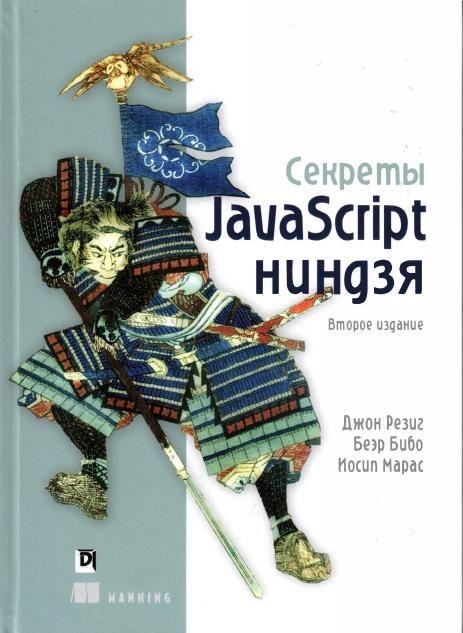 Секреты
JavaScript
ниндзя
Второе издание
Джон Резиг
Беэр Бибо
Иосип Марас
D
MANNING